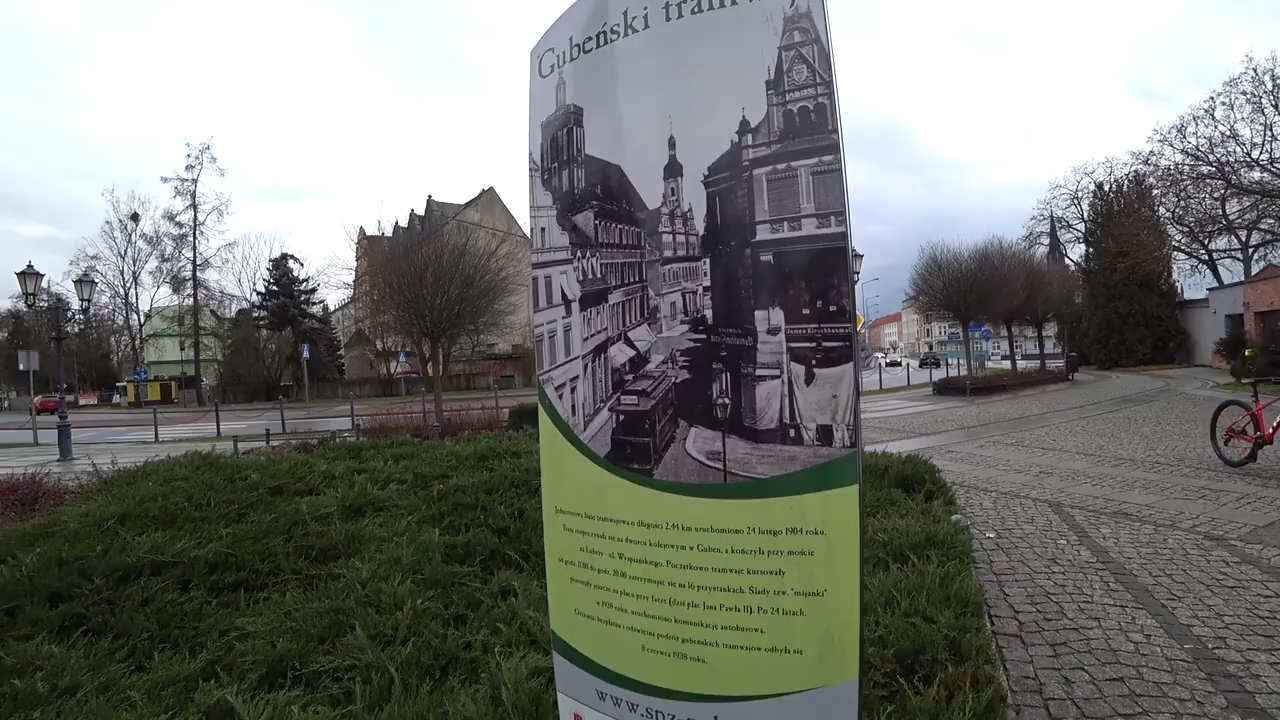 Gubeński tramwaj
James Kirschbaum & C
Jednotorową linię tramwajową o długości 2,44 km uruchomiono 24 lutego 1904 roku.
Trasa rozpoczynała się na dworcu kolejowym w Guben, a kończyła przy moście
na Lubszy - ul. Wyspiańskiego. Początkowo tramwaje kursowały
od godz. 11.00 do godz. 20.00 zatrzymując się na 16 przystankach. Ślady tzw. "mijanki"
pozostały jeszcze na placu przy farze (dziś plac Jana Pawła II). Po 24 latach,
w 1928 roku, uruchomiono komunikację autobusową.
Ostatnia, bezpłatna i odświętna podróż gubeńskich tramwajów odbyła się
8 czerwca 1938 roku.